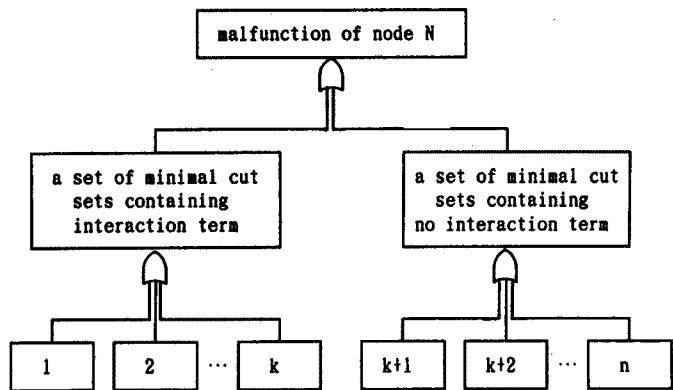 malfunction of node N
a set of minimal cut
sets containing
interaction term
a set of minimal cut
sets containing
no interaction term
1 2 ... k k+1 k+2 ... n